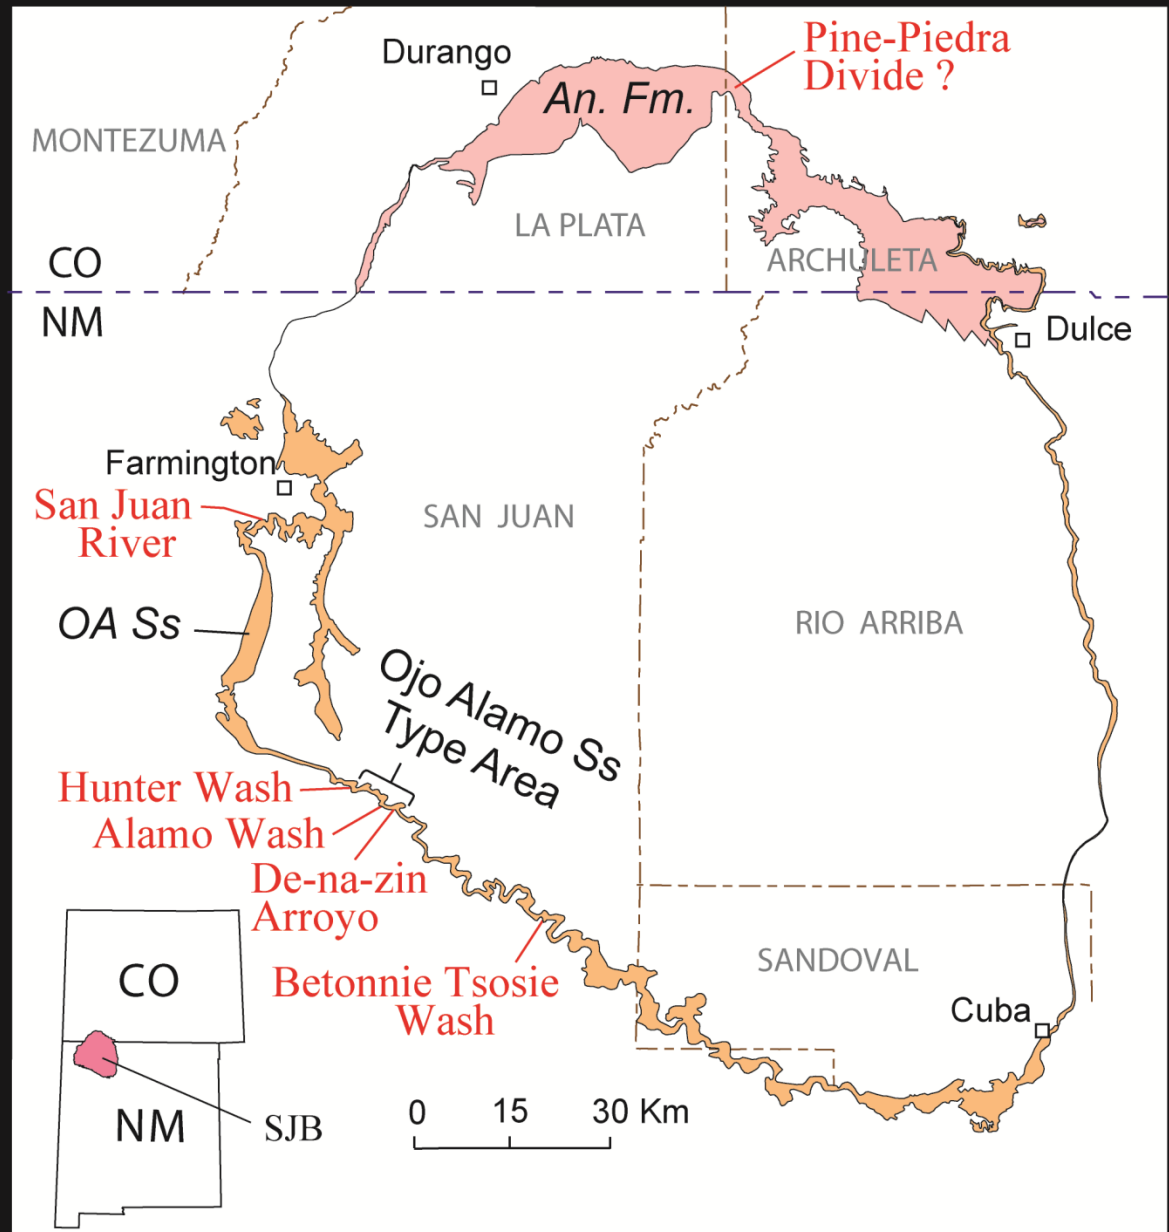 Pine-Piedra
Divide ?
Durango
An. Fm.
MONTEZUMA
LA PLATA
ARCHULETA
CO
NM
Dulce
Farmington
San Juan
River
SAN JUAN
OA Ss
RIO ARRIBA
Ojo Alamo Ss
Type Area
Hunter Wash
Alamo Wash
De-na-zin
Arroyo
Betonnie Tsosie
Wash
SANDOVAL
Cuba
CO
NM
SJB
0 15 30 Km